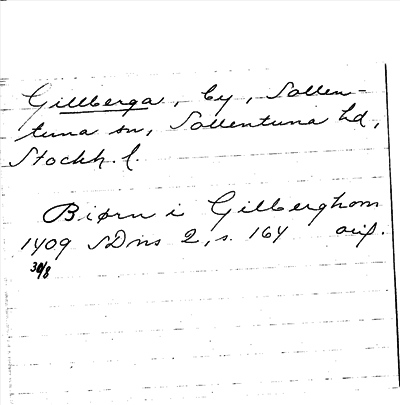 Gillberga, by, Sollen-
tuna sn, Sollentuna hd,
Stockh. l.
Biørn i Gilberghom
1409 SDns 2, s. 164 orig.
30/8